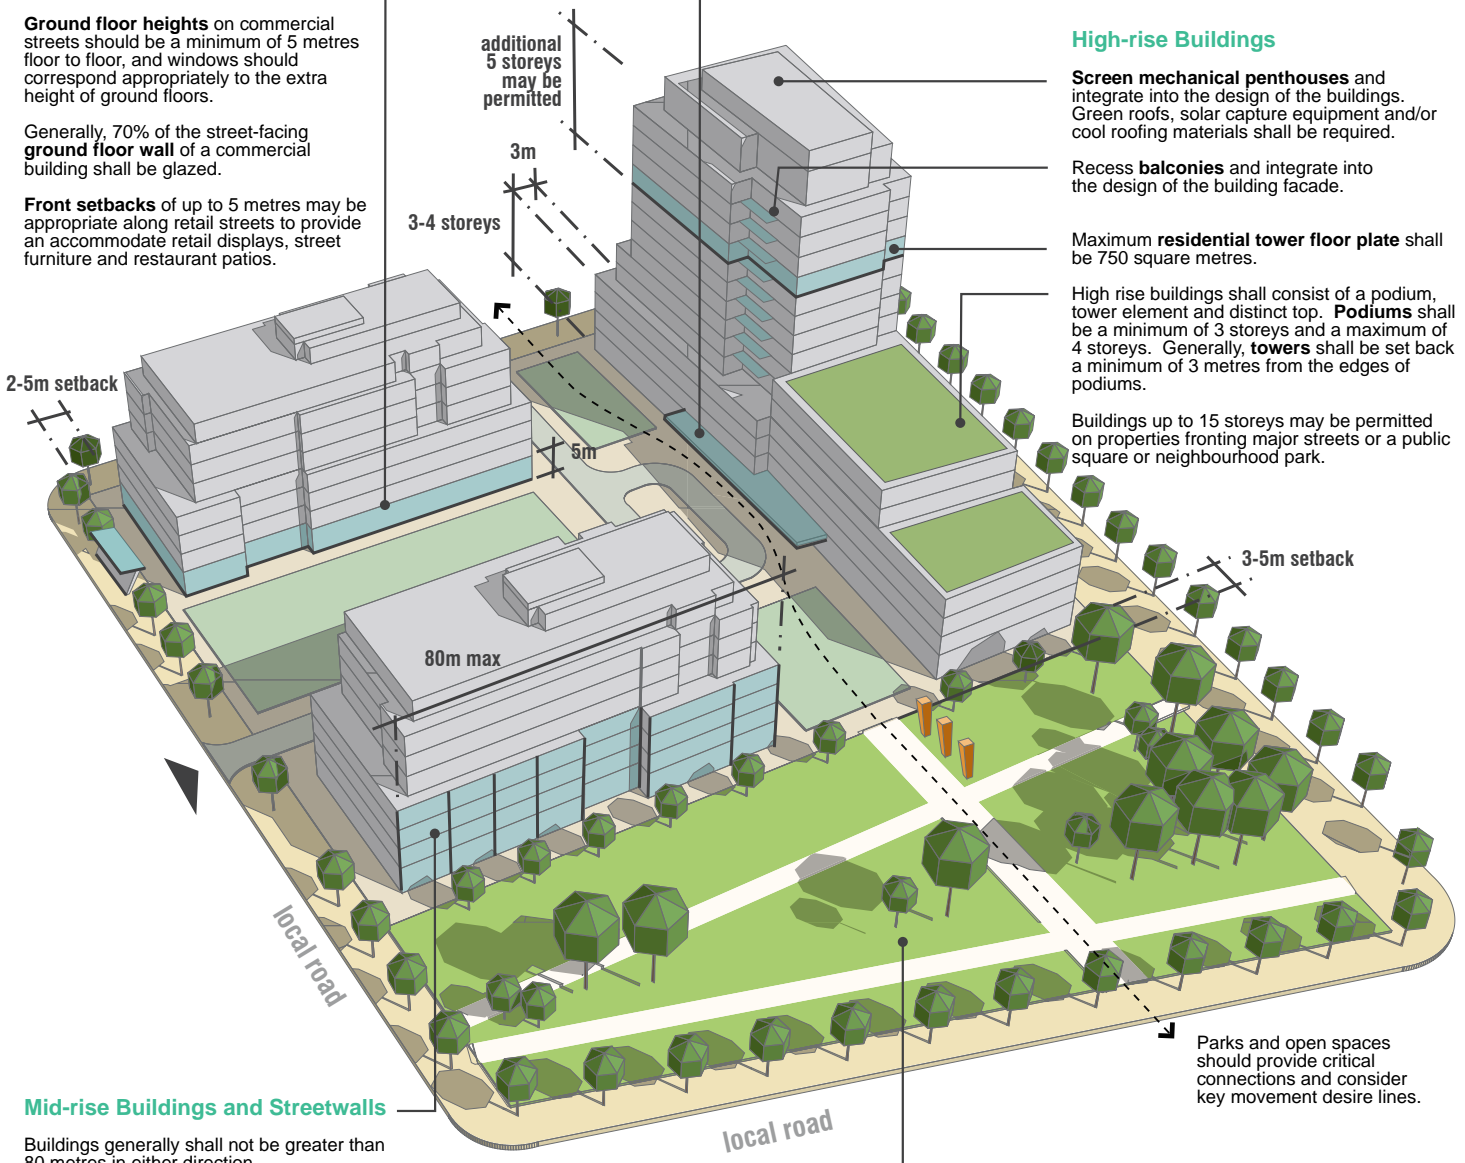 Ground floor heights on commercial
streets should be a minimum of 5 metres
floor to floor, and windows should
correspond appropriately to the extra
height of ground floors.
Generally, 70% of the street-facing
ground floor wall of a commercial
building shall be glazed.
Front setbacks of up to 5 metres may be
appropriate along retail streets to provide
an accommodate retail displays, street
furniture and restaurant patios.
additional
5 storeys
may be
permitted
3m
3-4 storeys
2-5m setback
5m
80m max
3-5m setback
High-rise Buildings
Screen mechanical penthouses and
integrate into the design of the buildings.
Green roofs, solar capture equipment and/or
cool roofing materials shall be required.
Recess balconies and integrate into
the design of the building facade.
Maximum residential tower floor plate shall
be 750 square metres.
High rise buildings shall consist of a podium,
tower element and distinct top.  Podiums shall
be a minimum of 3 storeys and a maximum of
4 storeys.  Generally, towers shall be set back
a minimum of 3 metres from the edges of
podiums.
Buildings up to 15 storeys may be permitted
on properties fronting major streets or a public
square or neighbourhood park.
local road
local road
Parks and open spaces
should provide critical
connections and consider
key movement desire lines.
Mid-rise Buildings and Streetwalls
Buildings generally shall not be greater than
80 metres in either direction